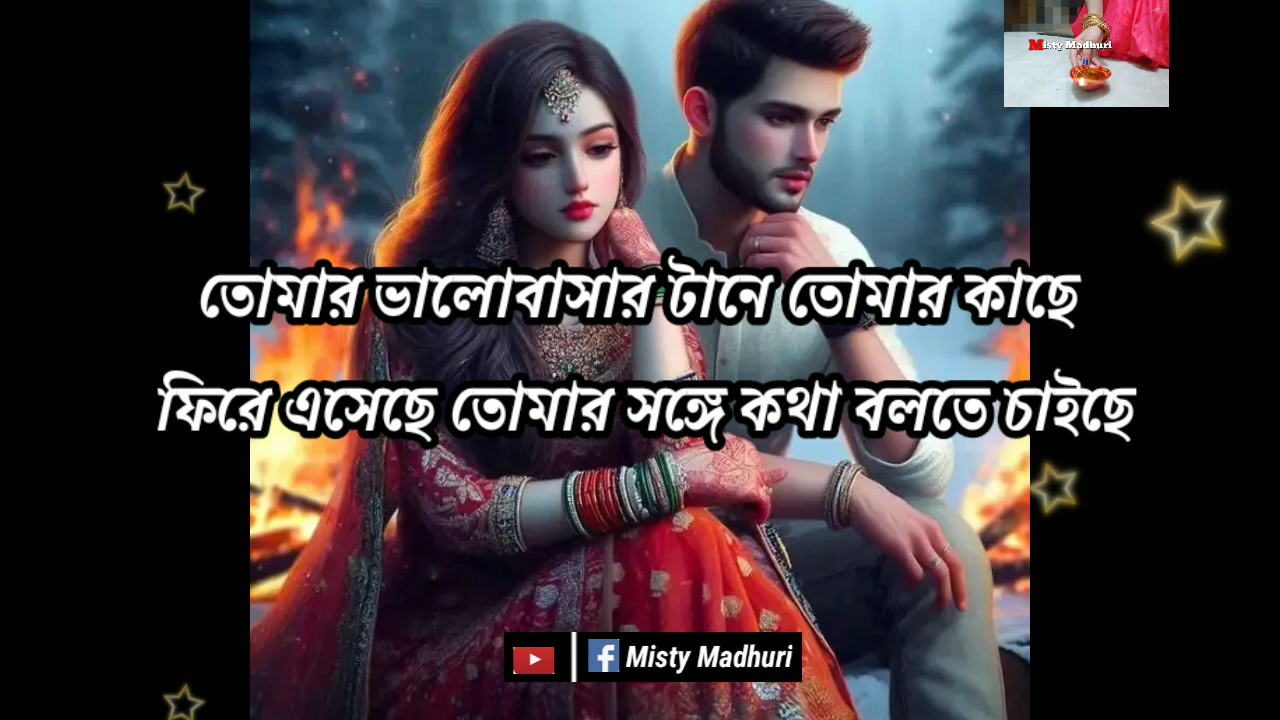 Misty Madhuri
তোমার ভালোবাসার টানে তোমার কাছে
ফিরে এসেছে তোমার সঙ্গে কথা বলতে চাইছে
Misty Madhuri